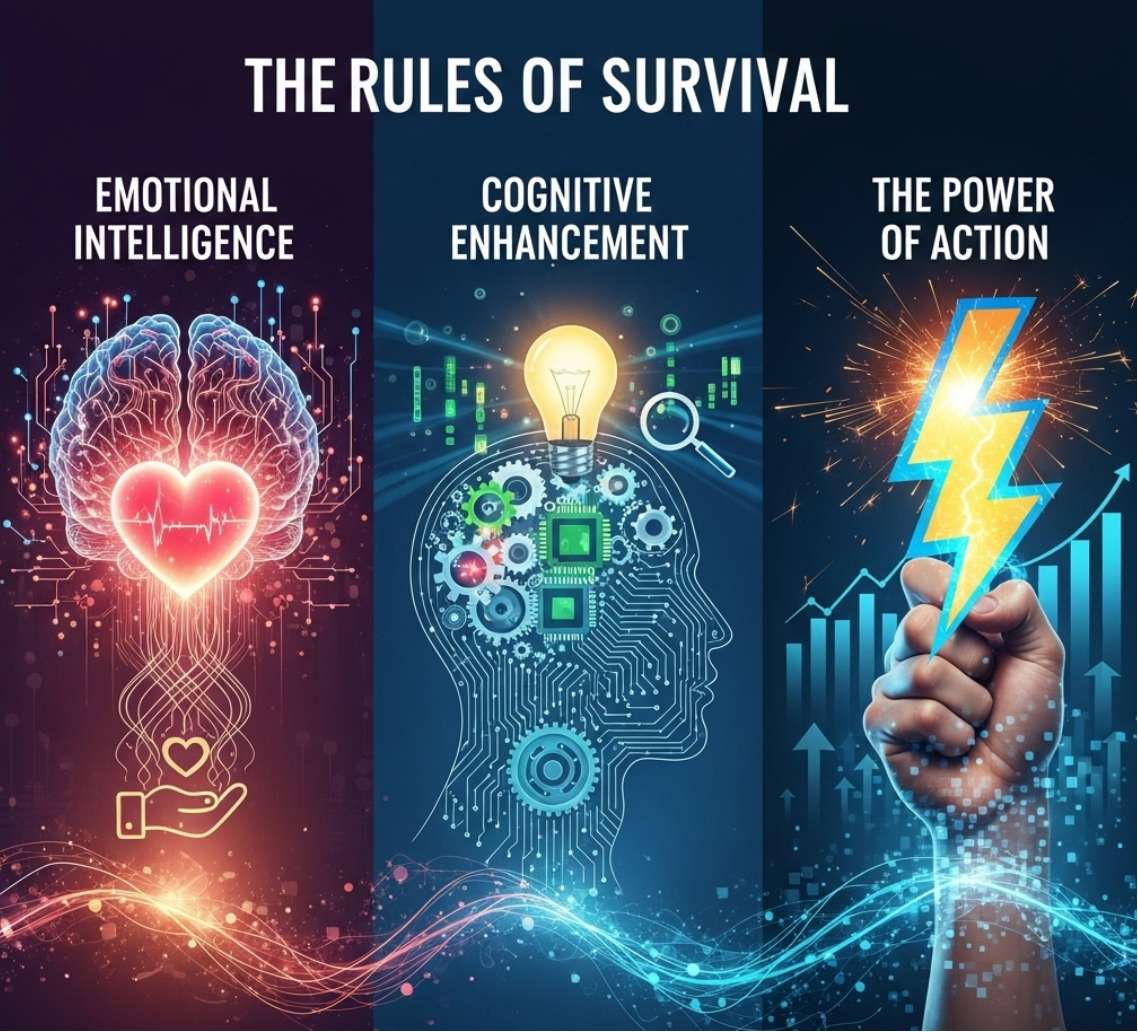 THE RULES OF SURVIVAL
EMOTIONAL
INTELLIGENCE
COGNITIVE
ENHANCEMENT
THE POWER
OF ACTION